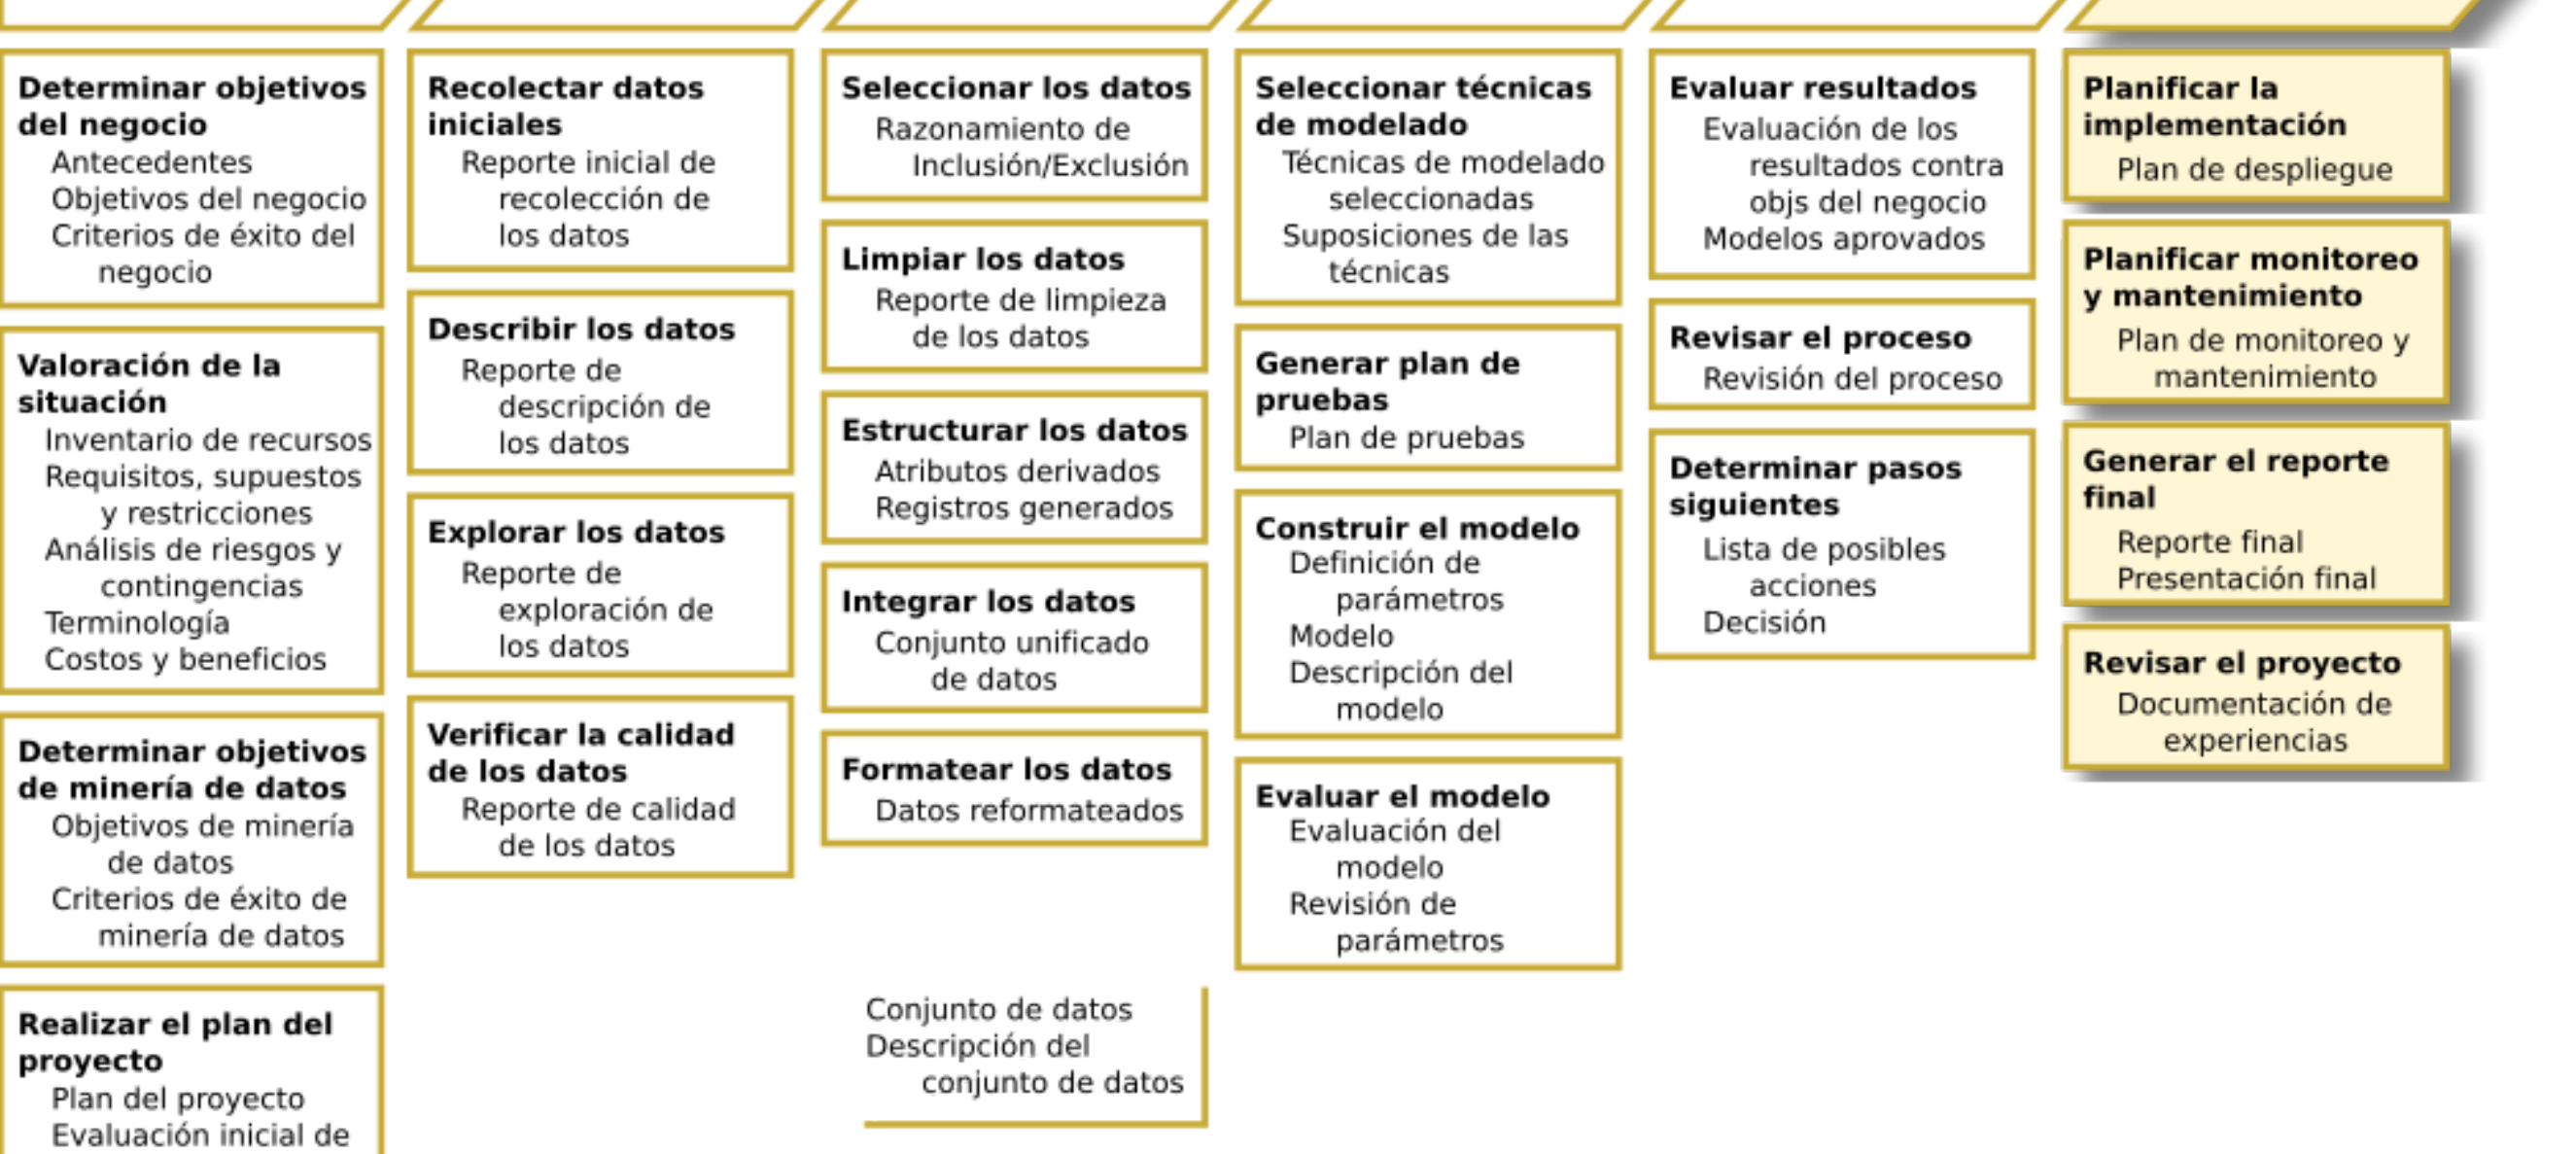 Determinar objetivos
del negocio
Antecedentes
Objetivos del negocio
Criterios de éxito del
negocio
Valoración de la
situación
Inventario de recursos
Requisitos, supuestos
y restricciones
Análisis de riesgos y
contingencias
Terminología
Costos y beneficios
Determinar objetivos
de minería de datos
Objetivos de minería
de datos
Criterios de éxito de
minería de datos
Realizar el plan del
proyecto
Plan del proyecto
Evaluación inicial de
Recolectar datos
iniciales
Reporte inicial de
recolección de
los datos
Describir los datos
Reporte de
descripción de
los datos
Explorar los datos
Reporte de
exploración de
los datos
Verificar la calidad
de los datos
Reporte de calidad
de los datos
Seleccionar los datos
Razonamiento de
Inclusión/Exclusión
Limpiar los datos
Reporte de limpieza
de los datos
Estructurar los datos
Atributos derivados
Registros generados
Integrar los datos
Conjunto unificado
de datos
Formatear los datos
Datos reformateados
Conjunto de datos
Descripción del
conjunto de datos
Seleccionar técnicas
de modelado
Técnicas de modelado
seleccionadas
Suposiciones de las
técnicas
Generar plan de
pruebas
Plan de pruebas
Construir el modelo
Definición de
parámetros
Modelo
Descripción del
modelo
Evaluar el modelo
Evaluación del
modelo
Revisión de
parámetros
Evaluar resultados
Evaluación de los
resultados contra
objs del negocio
Modelos aprovados
Revisar el proceso
Revisión del proceso
Determinar pasos
siguientes
Lista de posibles
acciones
Decisión
Planificar la
implementación
Plan de despliegue
Planificar monitoreo
y mantenimiento
Plan de monitoreo y
mantenimiento
Generar el reporte
final
Reporte final
Presentación final
Revisar el proyecto
Documentación de
experiencias